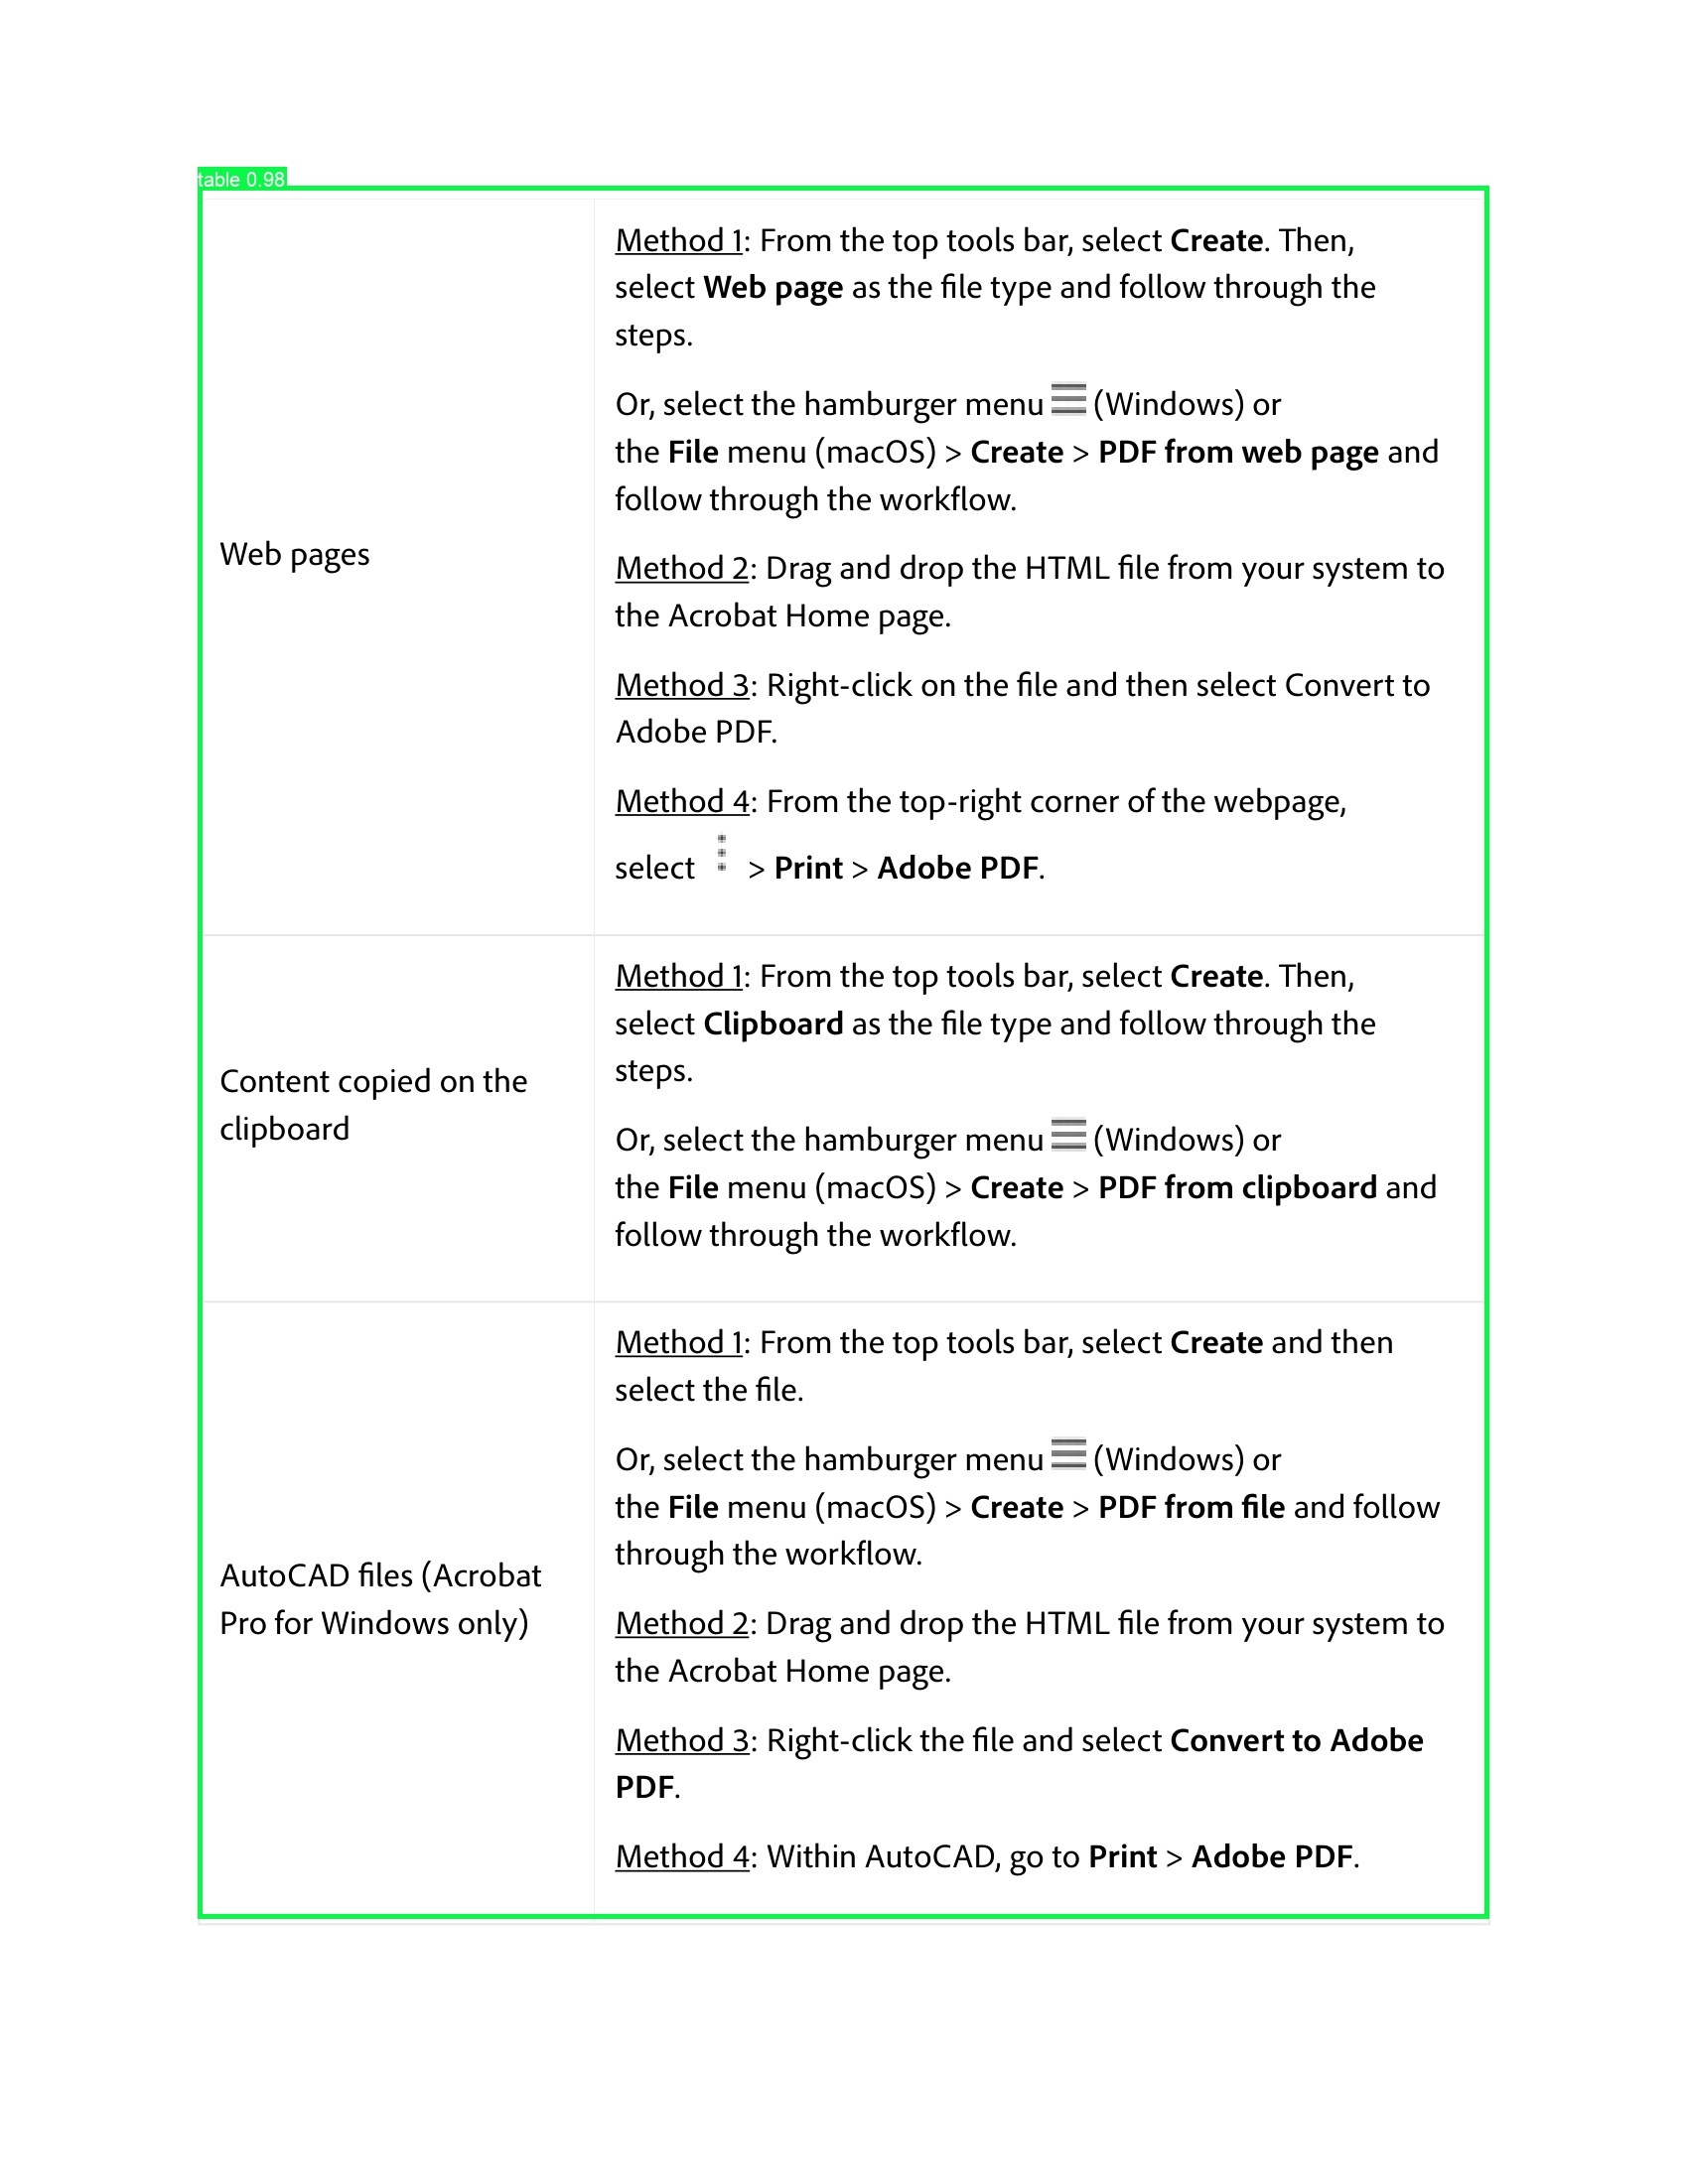 table 0.98
Web pages
Method 1: From the top tools bar, select Create. Then,
select Web page as the file type and follow through the
steps.
Or, select the hamburger menu (Windows) or
the File menu (macOS) > Create > PDF from web page and
follow through the workflow.
Method 2: Drag and drop the HTML file from your system to
the Acrobat Home page.
Method 3: Right-click on the file and then select Convert to
Adobe PDF.
Method 4: From the top-right corner of the webpage,
select > Print > Adobe PDF.
Content copied on the
clipboard
Method 1: From the top tools bar, select Create. Then,
select Clipboard as the file type and follow through the
steps.
Or, select the hamburger menu (Windows) or
the File menu (macOS) > Create > PDF from clipboard and
follow through the workflow.
AutoCAD files (Acrobat
Pro for Windows only)
Method 1: From the top tools bar, select Create and then
select the file.
Or, select the hamburger menu (Windows) or
the File menu (macOS) > Create > PDF from file and follow
through the workflow.
Method 2: Drag and drop the HTML file from your system to
the Acrobat Home page.
Method 3: Right-click the file and select Convert to Adobe
PDF.
Method 4: Within AutoCAD, go to Print > Adobe PDF.